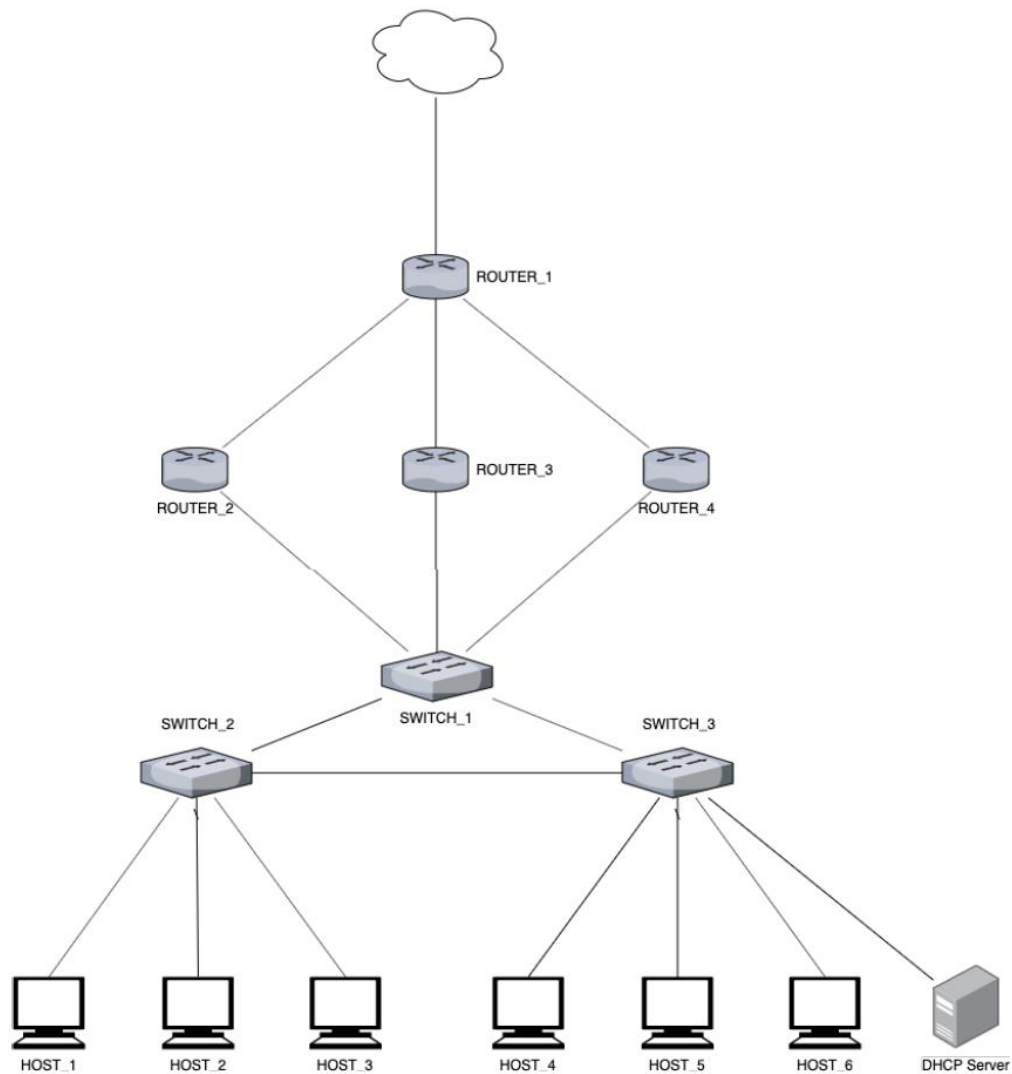 ROUTER_1
ROUTER_3
ROUTER_2
ROUTER_4
SWITCH_1
SWITCH_2
SWITCH_3
HOST_1
HOST_2
HOST_3
HOST_4
HOST_5
HOST_6
DHCP Server